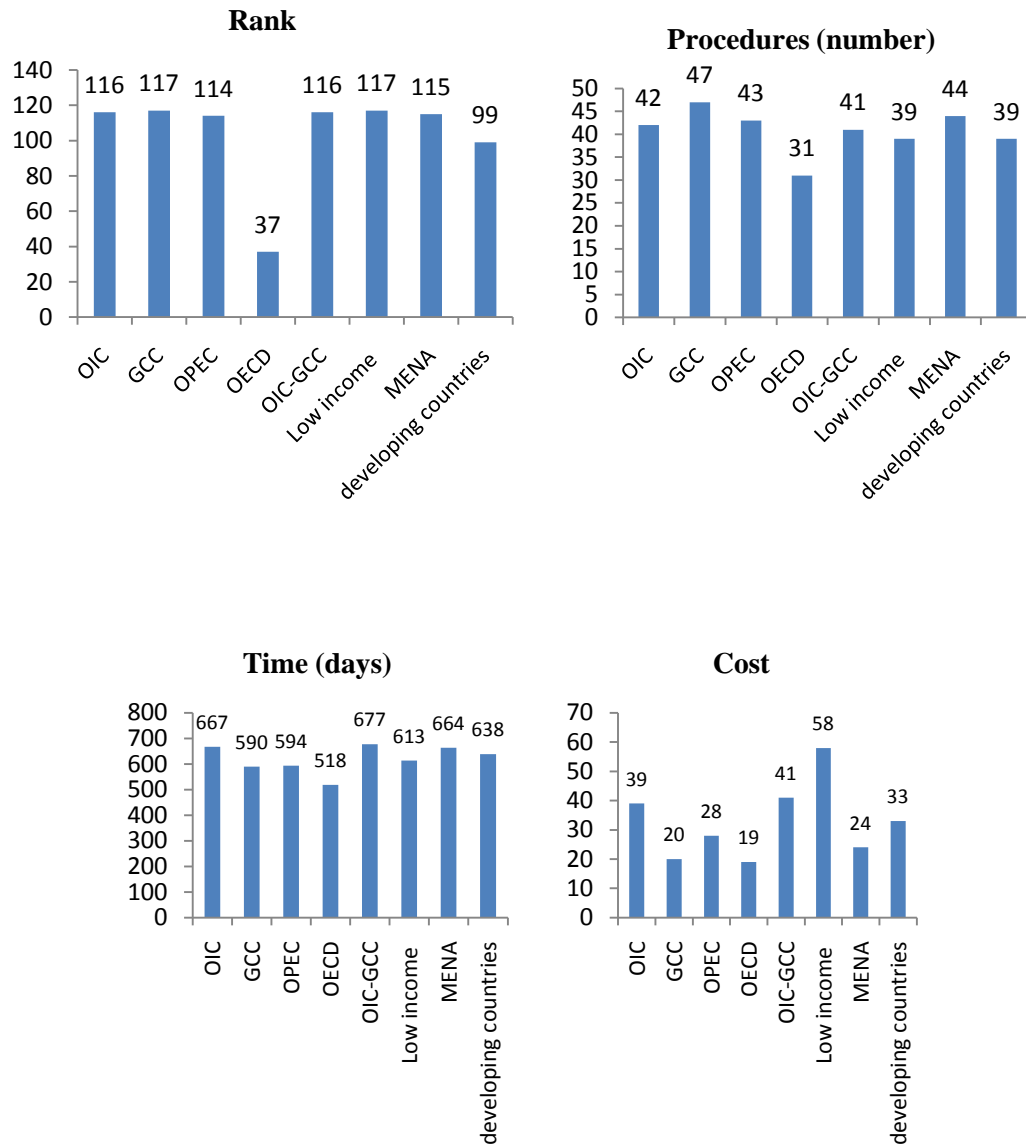 Rank
140
120
100
80
60
40
20
0
116
117
114
37
116
117
115
99
OIC
GCC
OPEC
OECD
OIC-GCC
Low income
MENA
developing countries
Procedures (number)
50
45
40
35
30
25
20
15
10
5
0
42
47
43
31
41
39
44
39
OIC
GCC
OPEC
OECD
OIC-GCC
Low income
MENA
developing countries
Time (days)
800
700
600
500
400
300
200
100
0
667
590
594
518
677
613
664
638
OIC
GCC
OPEC
OECD
OIC-GCC
Low income
MENA
developing countries
Cost
70
60
50
40
30
20
10
0
39
20
28
19
41
58
24
33
OIC
GCC
OPEC
OECD
OIC-GCC
Low income
MENA
developing countries